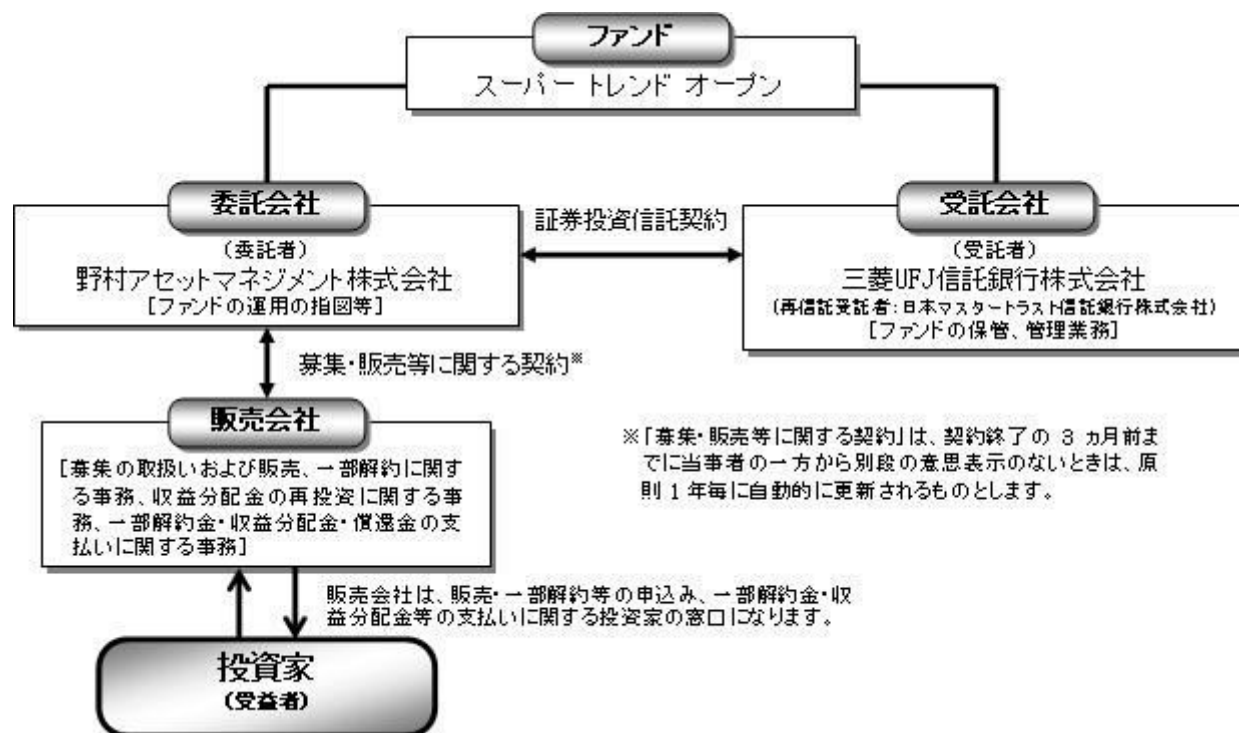 ファンド
スーパー トレンド オープン
委託会社
(委託者)
野村アセットマネジメント株式会社
[ファンドの運用の指図等]
証券投資信託契約
受託会社
(受託者)
三菱UFJ信託銀行株式会社
(再信託受託者:日本マスタートラスト信託銀行株式会社)
[ファンドの保管、管理業務]
募集・販売等に関する契約※
販売会社
[募集の取扱いおよび販売、一部解約に関す
る事務、収益分配金の再投資に関する事
務、一部解約金・収益分配金・償還金の支
払いに関する事務]
※「募集・販売等に関する契約」は、契約終了の 3 ヵ月前ま
でに当事者の一方から別段の意思表示のないときは、原
則 1 年毎に自動的に更新されるものとします。
販売会社は、販売・一部解約等の申込み、一部解約金・収
益分配金等の支払いに関する投資家の窓口になります。
投資家
(受益者)